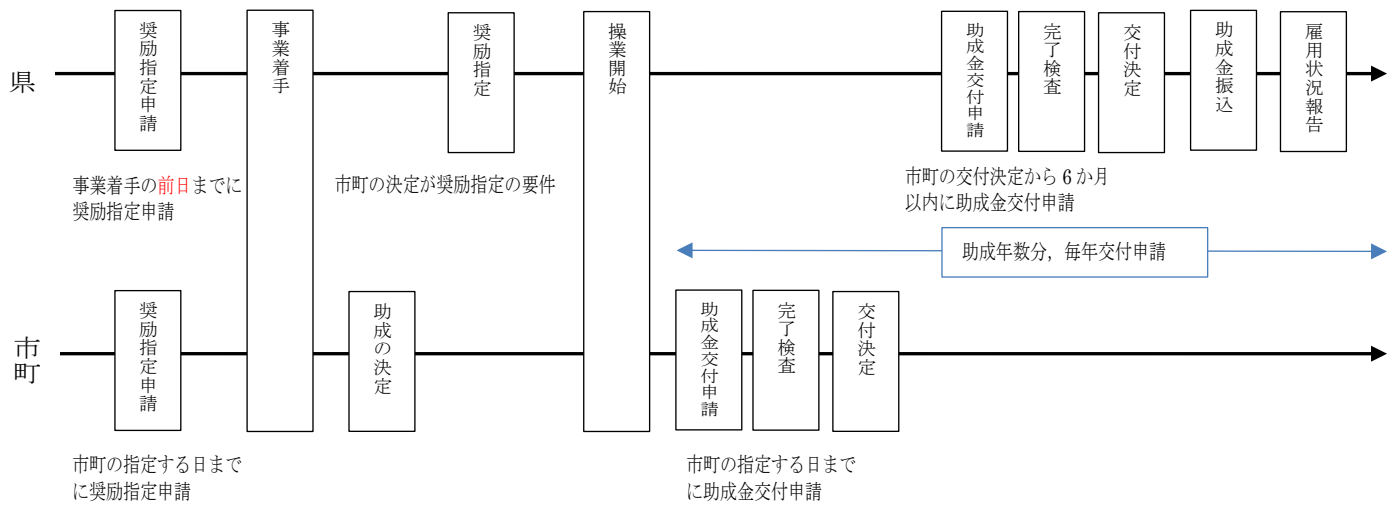 県
奨励指定申請
事業着手
奨励指定
操業開始
助成金交付申請
完了検査
交付決定
助成金振込
雇用状況報告
事業着手の前日までに
奨励指定申請
市町の決定が奨励指定の要件
市町の交付決定から 6 か月
以内に助成金交付申請
助成年数分，毎年交付申請
市町
奨励指定申請
助成の決定
助成金交付申請
完了検査
交付決定
市町の指定する日まで
に奨励指定申請
市町の指定する日まで
に助成金交付申請